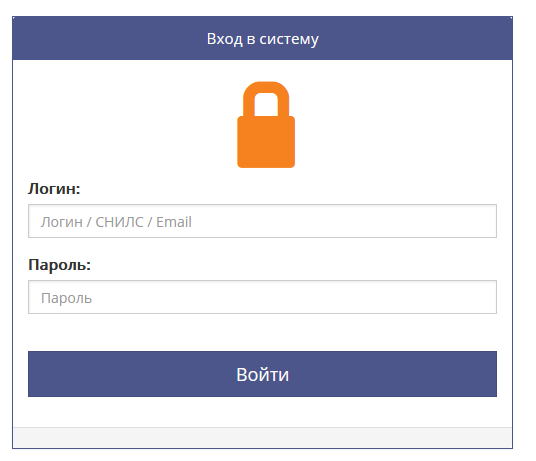 Вход в систему
Логин:
Логин / СНИЛС / Email
Пароль:
Пароль
Войти